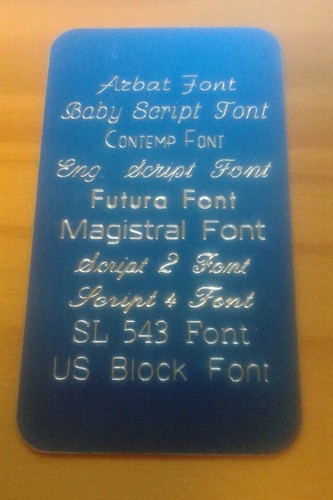 Arbat Font
Baby Script Font
Contemp Font
Eng. Script Font
Futura Font
Magistral Font
Script 2 Font
Script 4 Font
SL 543 Font
US Block Font